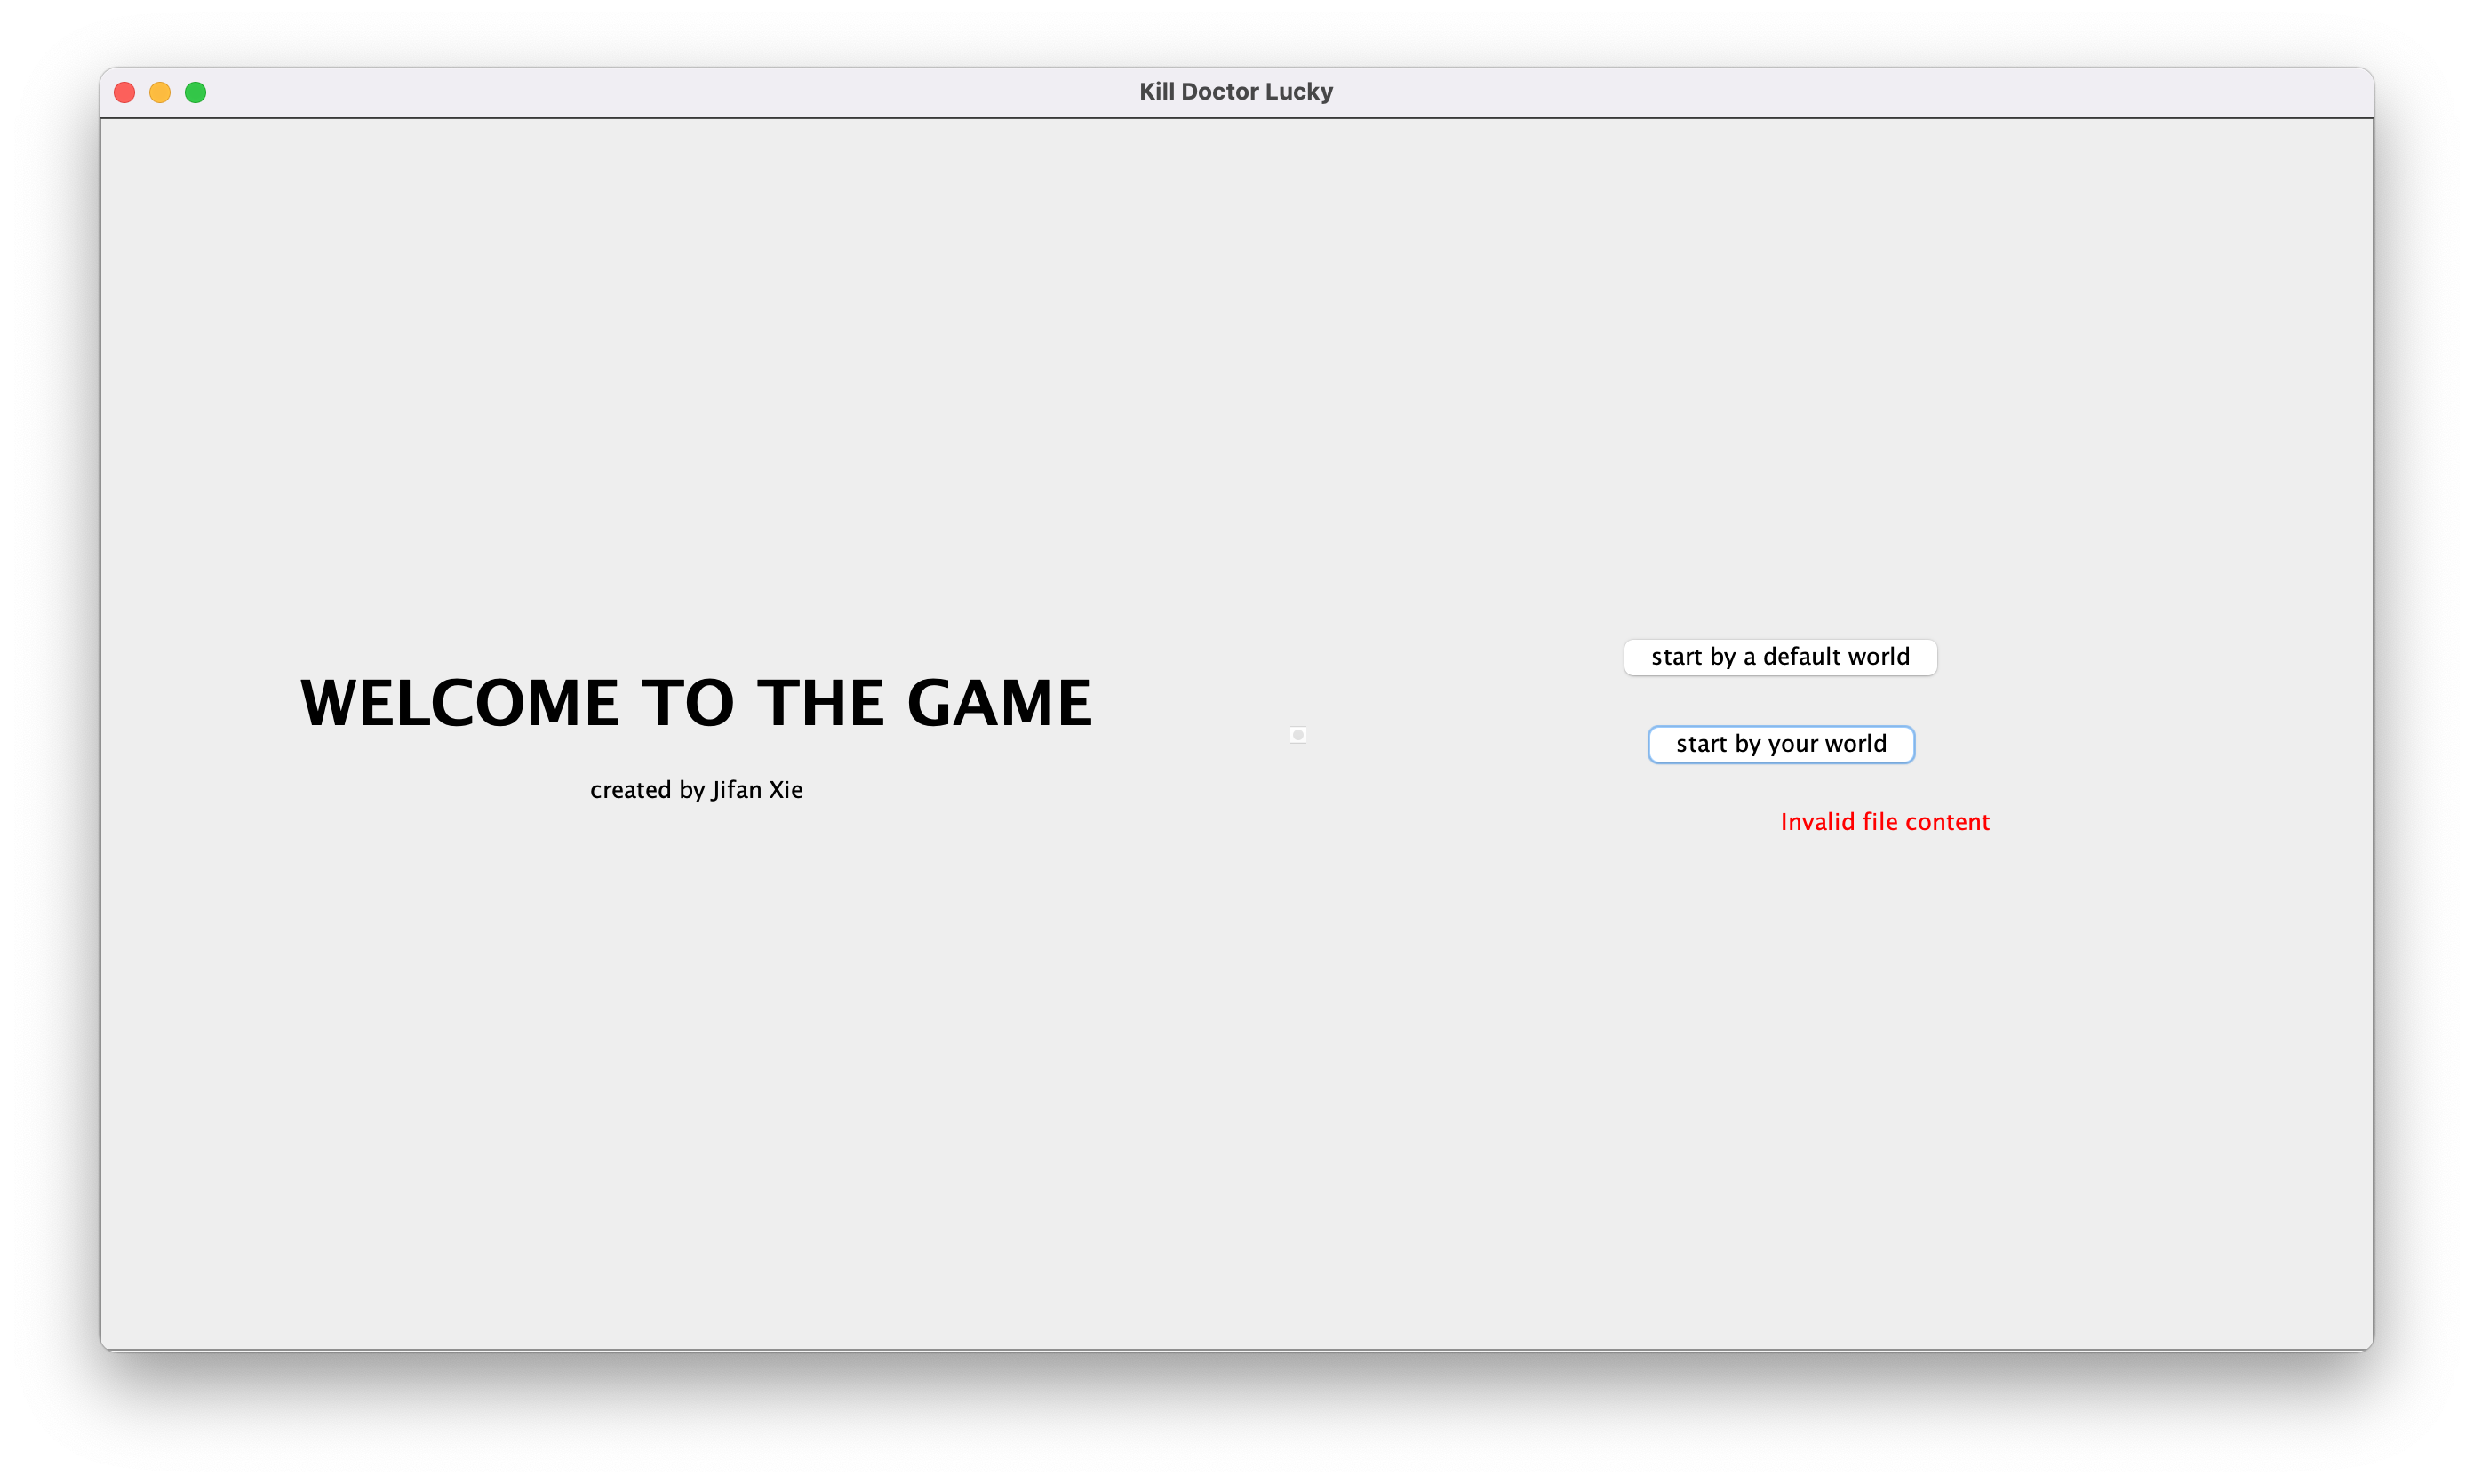 Kill Doctor Lucky
WELCOME TO THE GAME
created by Jifan Xie
start by a default world
start by your world
Invalid file content